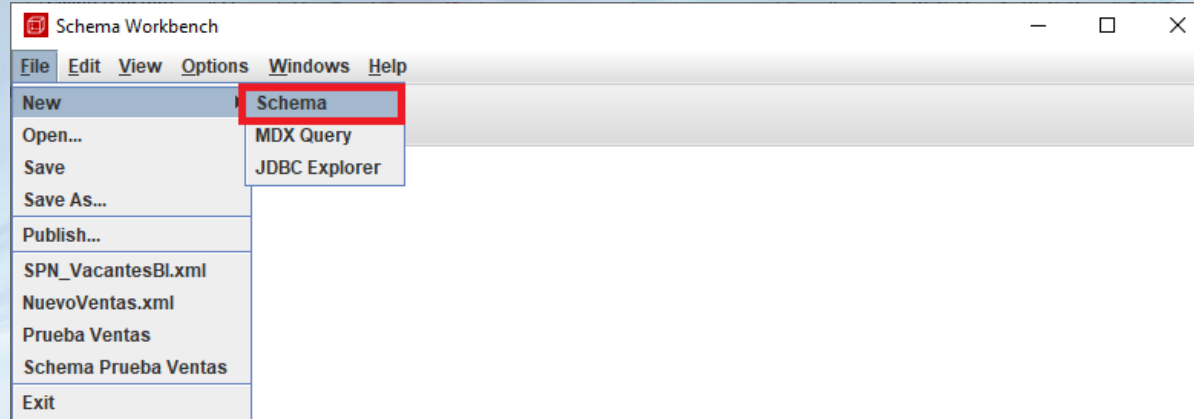 Schema Workbench
File Edit View Options Windows Help
New
Schema
Open...
MDX Query
Save
JDBC Explorer
Save As...
Publish...
SPN_VacantesBI.xml
NuevoVentas.xml
Prueba Ventas
Schema Prueba Ventas
Exit